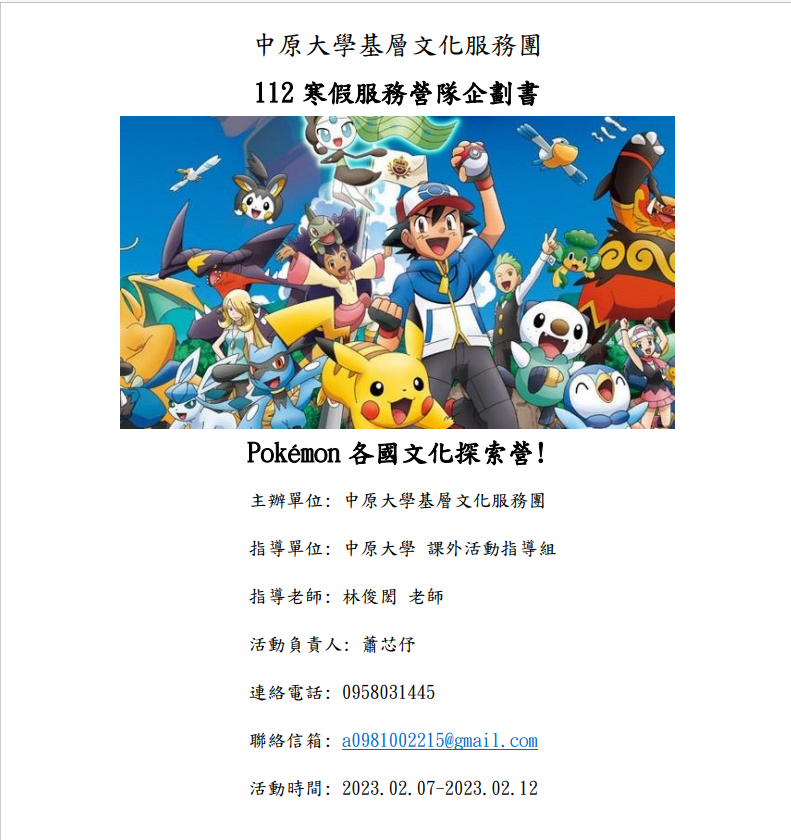 中原大學基層文化服務團
112 寒假服務營隊企劃書
Pokémon 各國文化探索營!
主辦單位: 中原大學基層文化服務團
指導單位: 中原大學 課外活動指導組
指導老師: 林俊閎 老師
活動負責人: 蕭芯伃
連絡電話: 0958031445
聯絡信箱: a0981002215@gmail.com
活動時間: 2023.02.07-2023.02.12